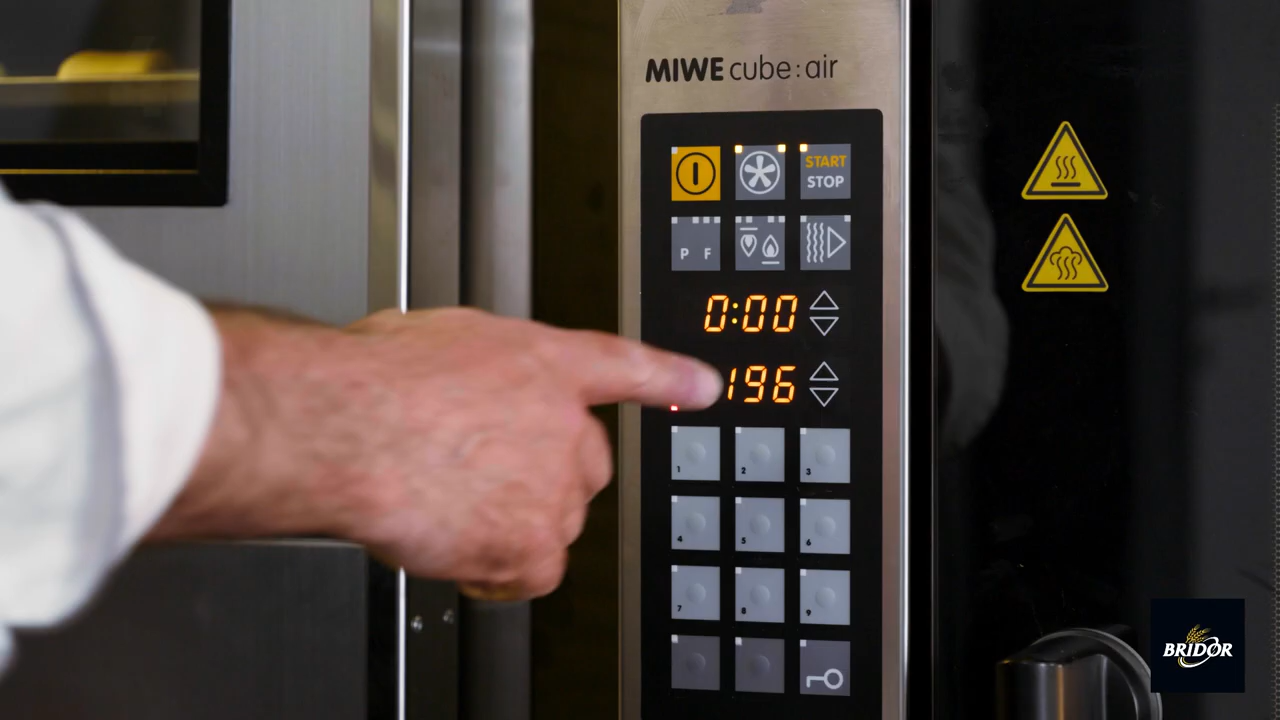 MIWE cube:air
START
STOP
P F
0:00
196
1 2 3
4 5 6
7 8 9
BRIDOR